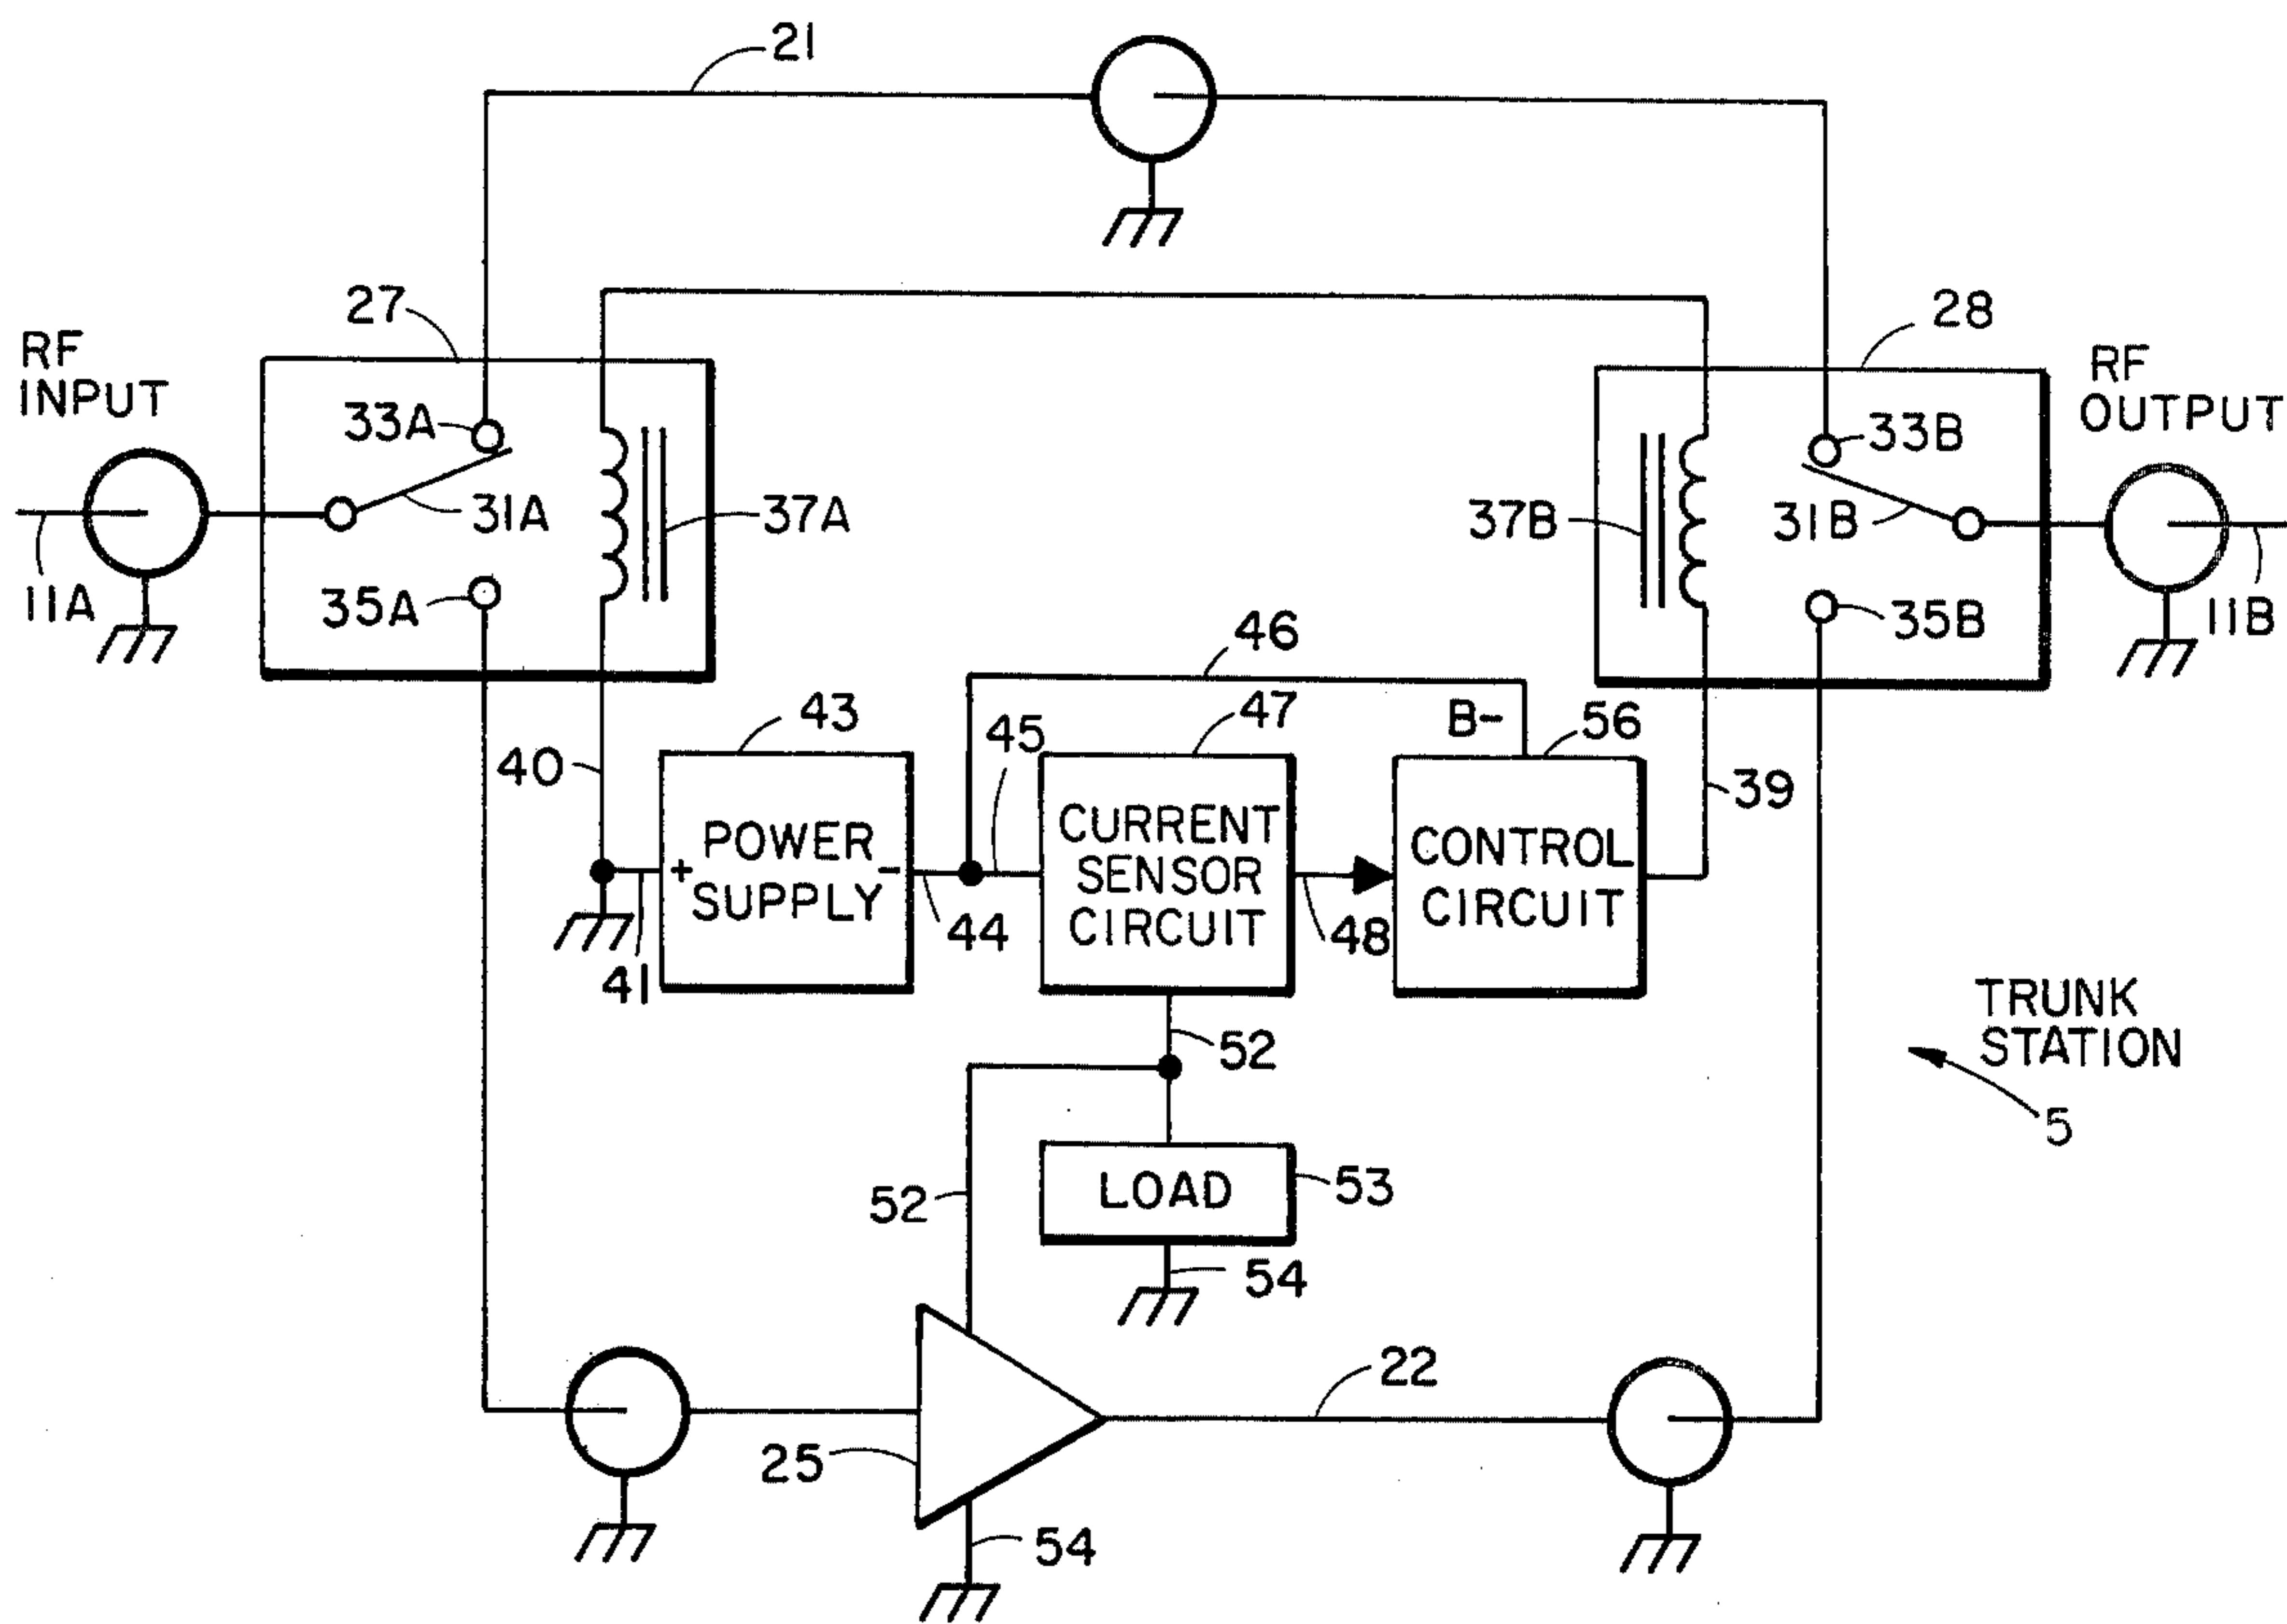 21
27
28
RF
INPUT
RF
OUTPUT
33A
33B
31A
37A
37B
31B
11A
35A
35B
11B
46
43
45
47
B-
56
40
39
+ POWER -
SUPPLY
CURRENT
SENSOR
CIRCUIT
CONTROL
CIRCUIT
41
44
48
TRUNK
STATION
52
5
52
LOAD
53
54
22
25
54